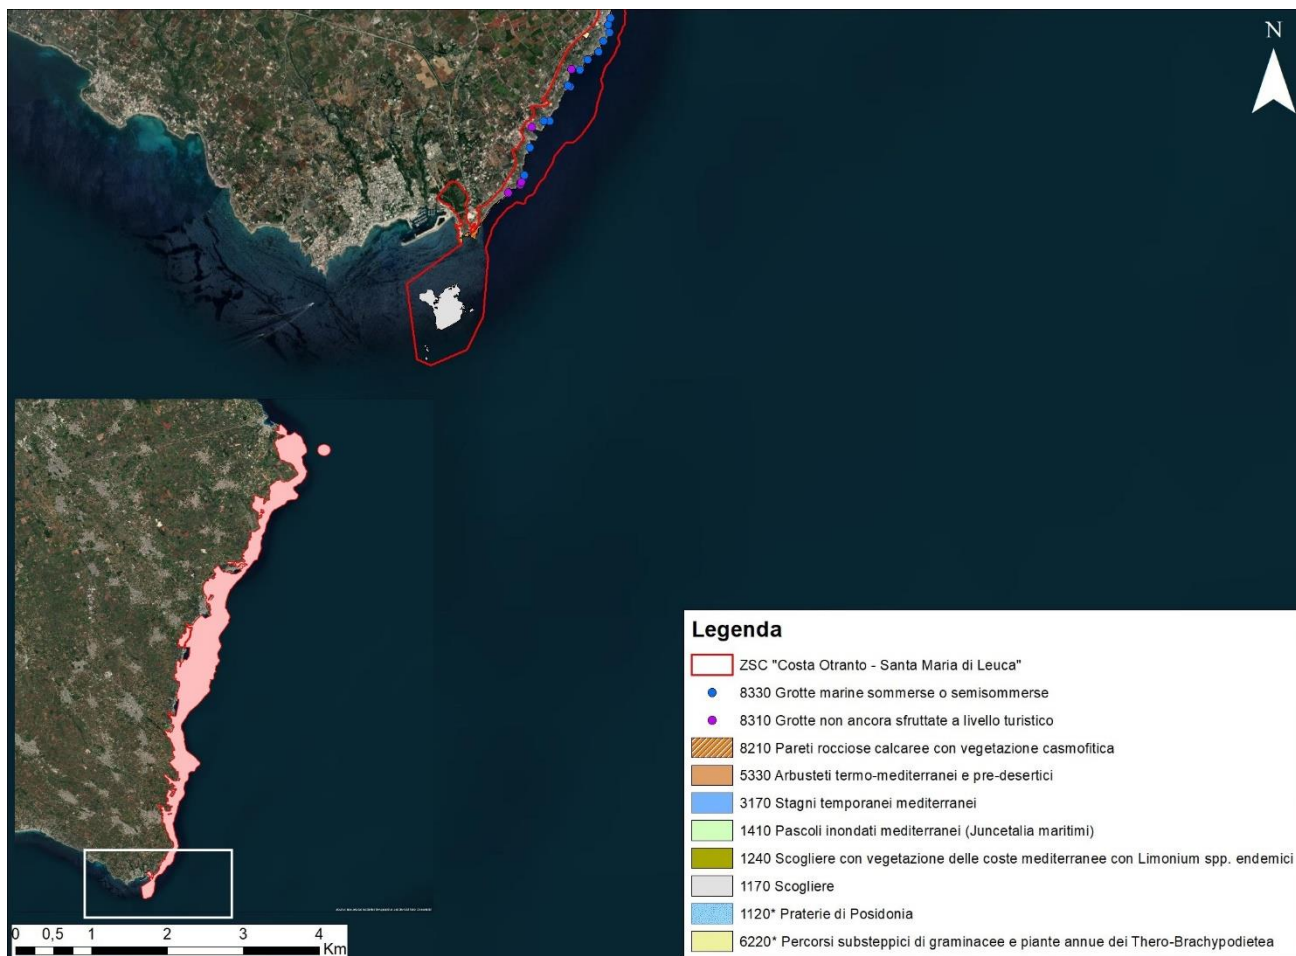 N
Legenda
ZSC "Costa Otranto - Santa Maria di Leuca"
8330 Grotte marine sommerse o semisommerse
8310 Grotte non ancora sfruttate a livello turistico
8210 Pareti rocciose calcaree con vegetazione casmofitica
5330 Arbusteti termo-mediterranei e pre-desertici
3170 Stagni temporanei mediterranei
1410 Pascoli inondati mediterranei (Juncetalia maritimi)
1240 Scogliere con vegetazione delle coste mediterranee con Limonium spp. endemici
1170 Scogliere
1120* Praterie di Posidonia
6220* Percorsi substeppici di graminacee e piante annue dei Thero-Brachypodietea
0 0,5 1 2 3 4
Km